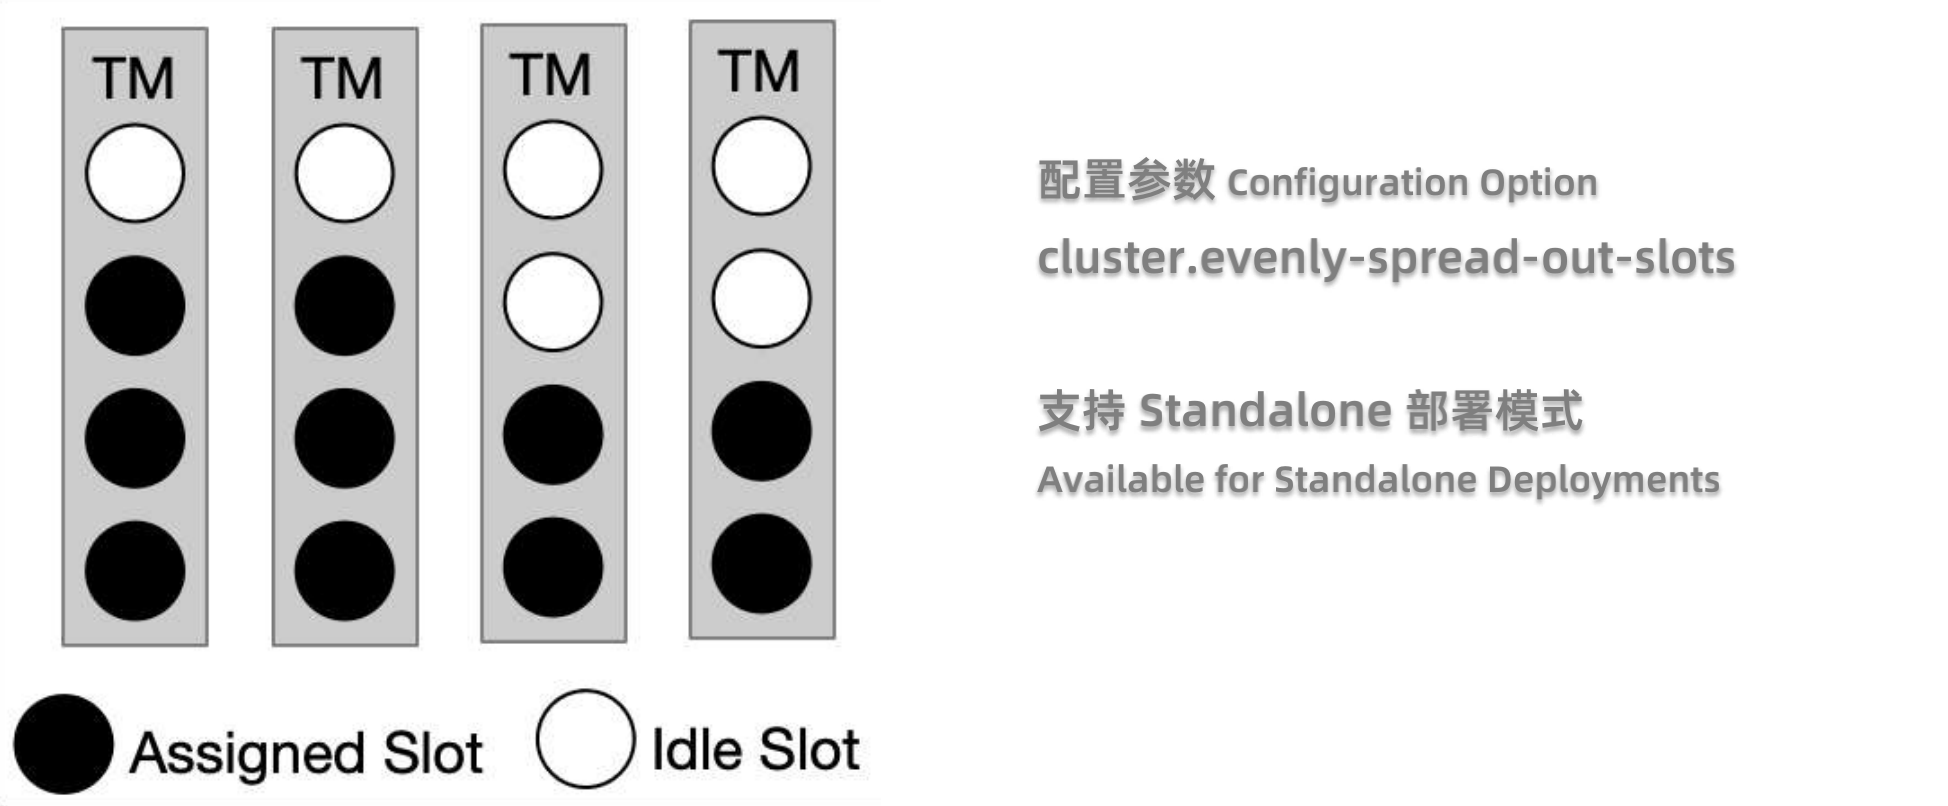 TM TM TM TM
Assigned Slot Idle Slot
配置参数 Configuration Option
cluster.evenly-spread-out-slots
支持 Standalone 部署模式
Available for Standalone Deployments